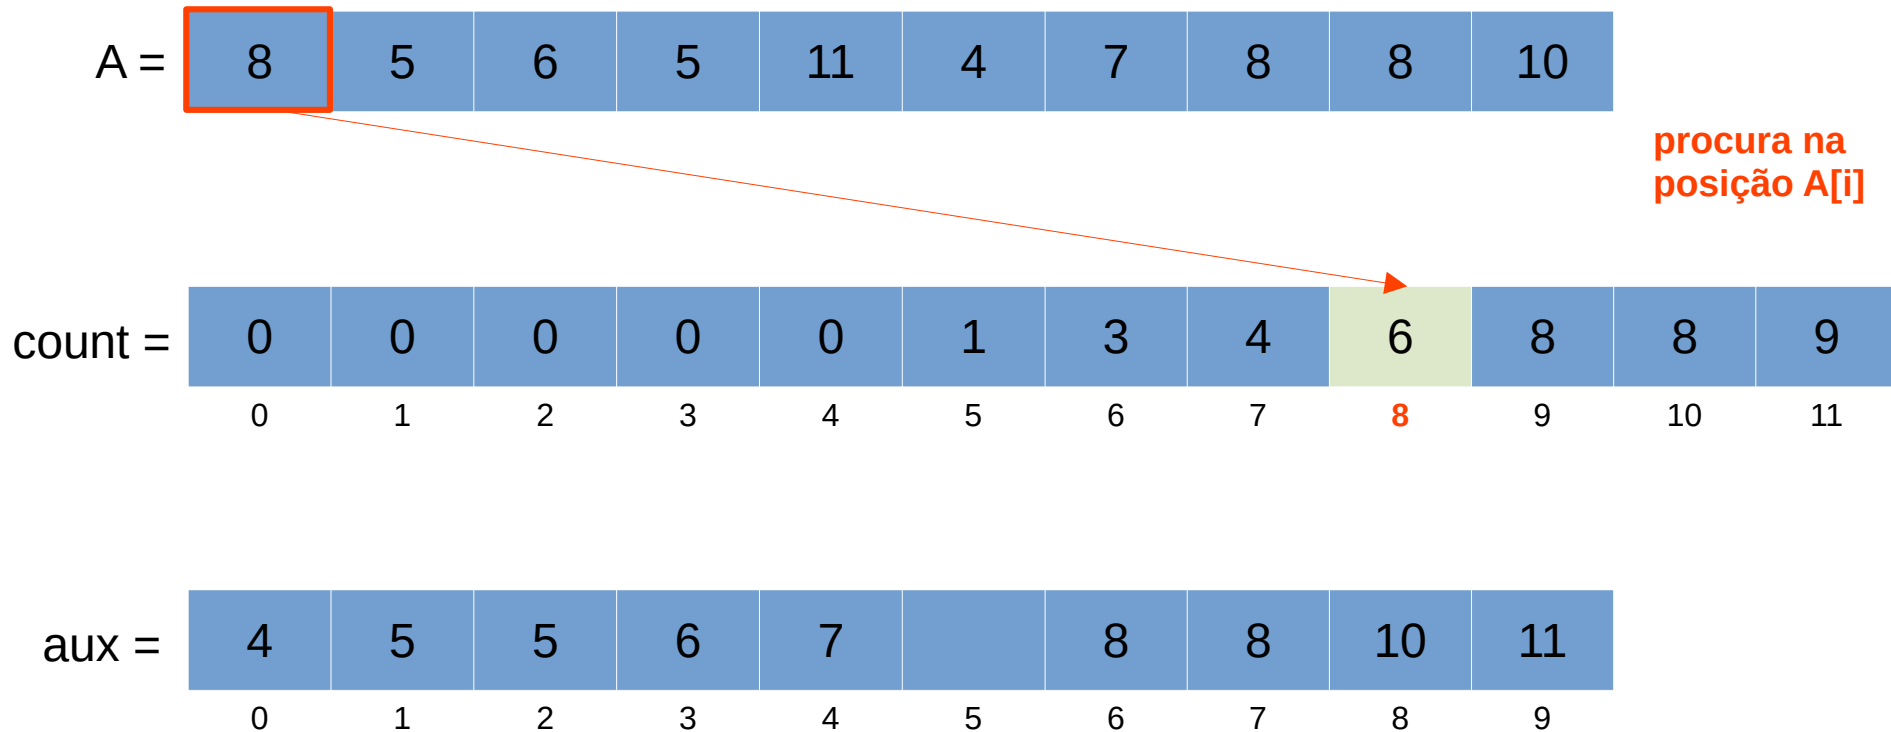 A = 8 5 6 5 11 4 7 8 8 10
procura na
posição A[i]
count = 0 0 0 0 0 1 3 4 6 8 8 9
0 1 2 3 4 5 6 7 8 9 10 11
aux = 4 5 5 6 7 8 8 10 11
0 1 2 3 4 5 6 7 8 9